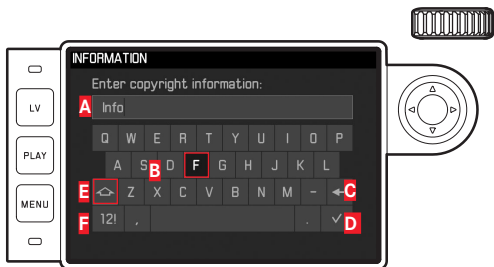 INFORMATION
Enter copyright information:
A Info
Q W E R T Y U I O P
A S B D F G H J K L
E Z X C V B N M - C
F 12! , . D
LV
PLAY
MENU